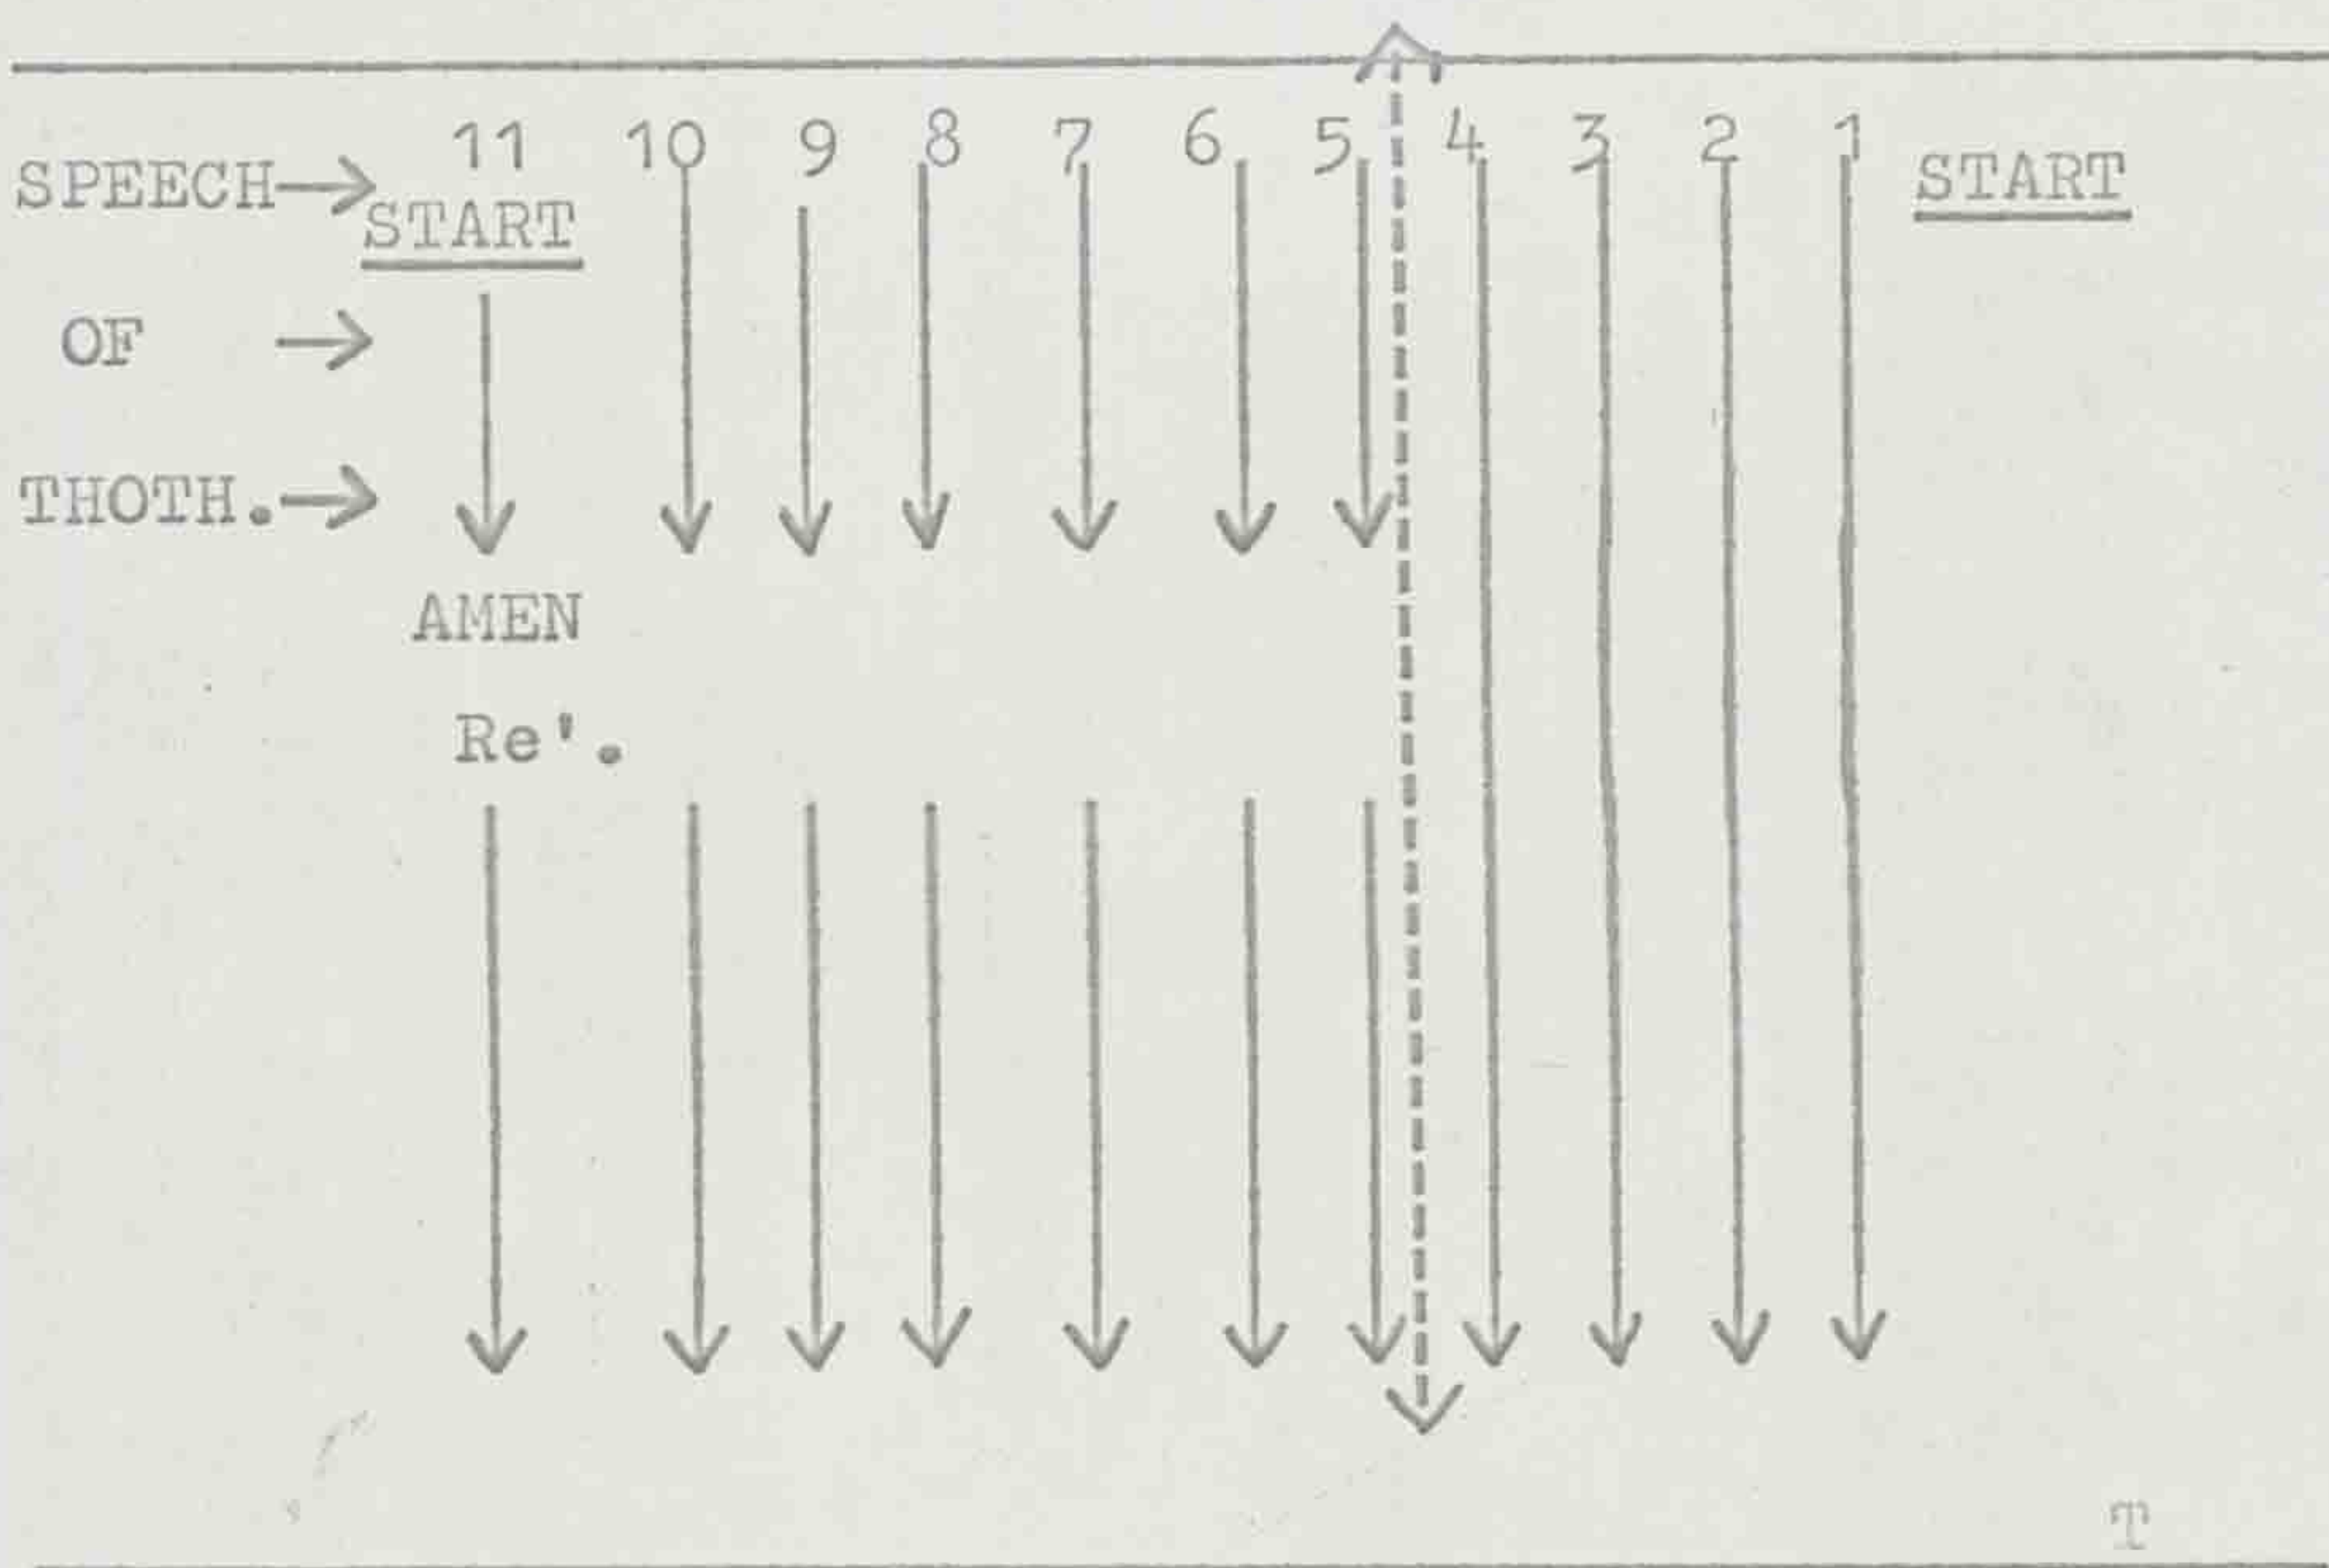 11 10 9 8 7 6 5 4 3 2 1
SPEECH START START
OF
THOTH.
AMEN
Re'.
T